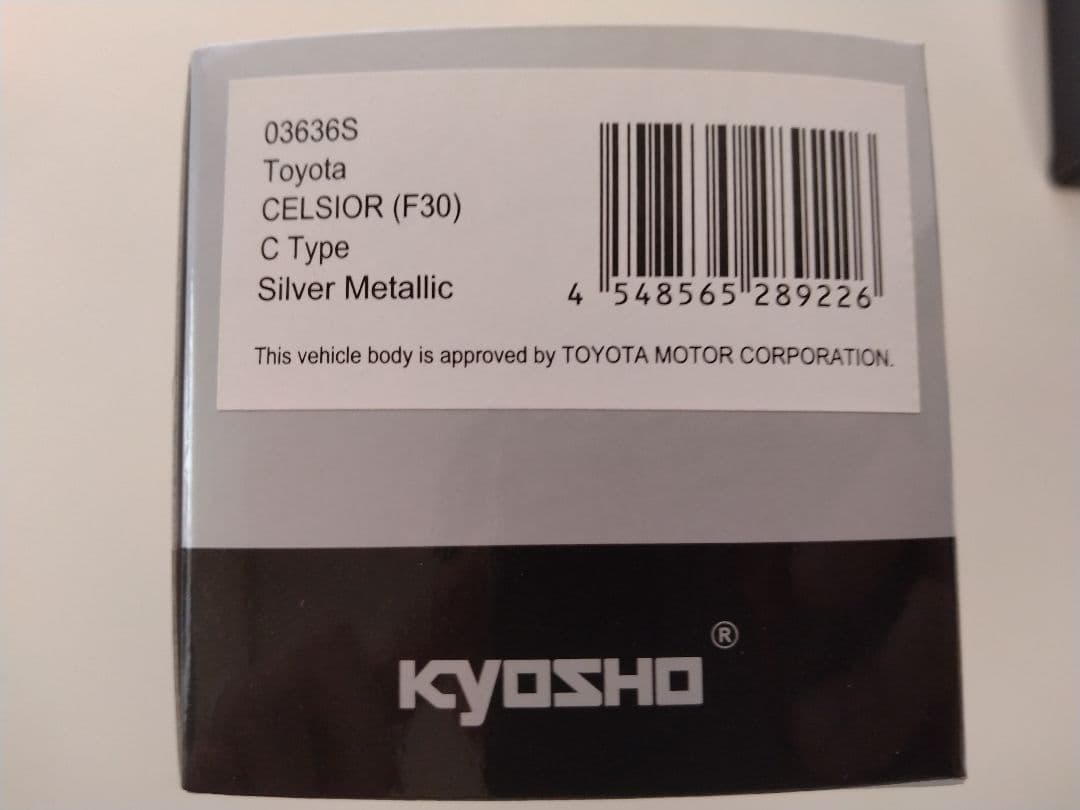 03636S
Toyota
CELSIOR (F30)
C Type
Silver Metallic
4 548565 289226
This vehicle body is approved by TOYOTA MOTOR CORPORATION.
KYOSHO ®